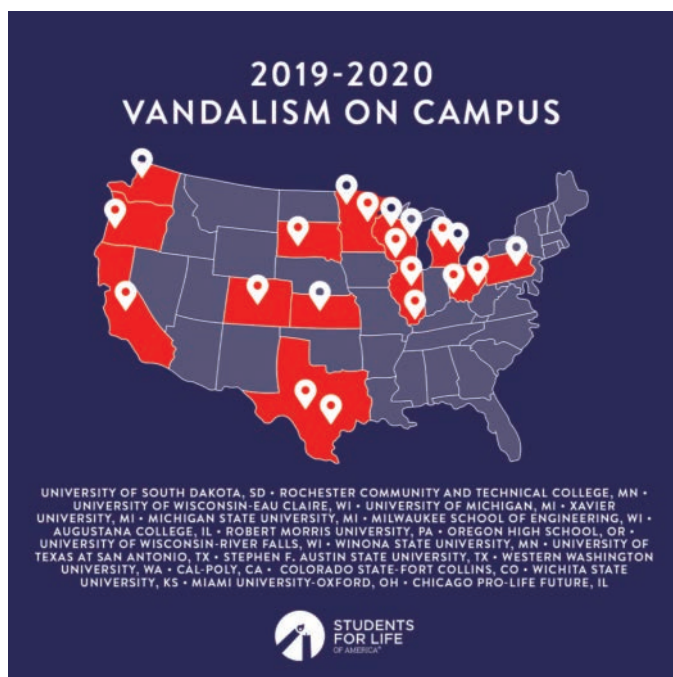 2019-2020
VANDALISM ON CAMPUS
UNIVERSITY OF SOUTH DAKOTA, SD • ROCHESTER COMMUNITY AND TECHNICAL COLLEGE, MN •
UNIVERSITY OF WISCONSIN-EAU CLAIRE, WI • UNIVERSITY OF MICHIGAN, MI • XAVIER
UNIVERSITY, MI • MICHIGAN STATE UNIVERSITY, MI • MILWAUKEE SCHOOL OF ENGINEERING, WI •
AUGUSTANA COLLEGE, IL • ROBERT MORRIS UNIVERSITY, PA • OREGON HIGH SCHOOL, OR •
UNIVERSITY OF WISCONSIN-RIVER FALLS, WI • WINONA STATE UNIVERSITY, MN • UNIVERSITY OF
TEXAS AT SAN ANTONIO, TX • STEPHEN F. AUSTIN STATE UNIVERSITY, TX • WESTERN WASHINGTON
UNIVERSITY, WA • CAL-POLY, CA • COLORADO STATE-FORT COLLINS, CO • WICHITA STATE
UNIVERSITY, KS • MIAMI UNIVERSITY-OXFORD, OH • CHICAGO PRO-LIFE FUTURE, IL
STUDENTS
FOR LIFE
OF AMERICA™